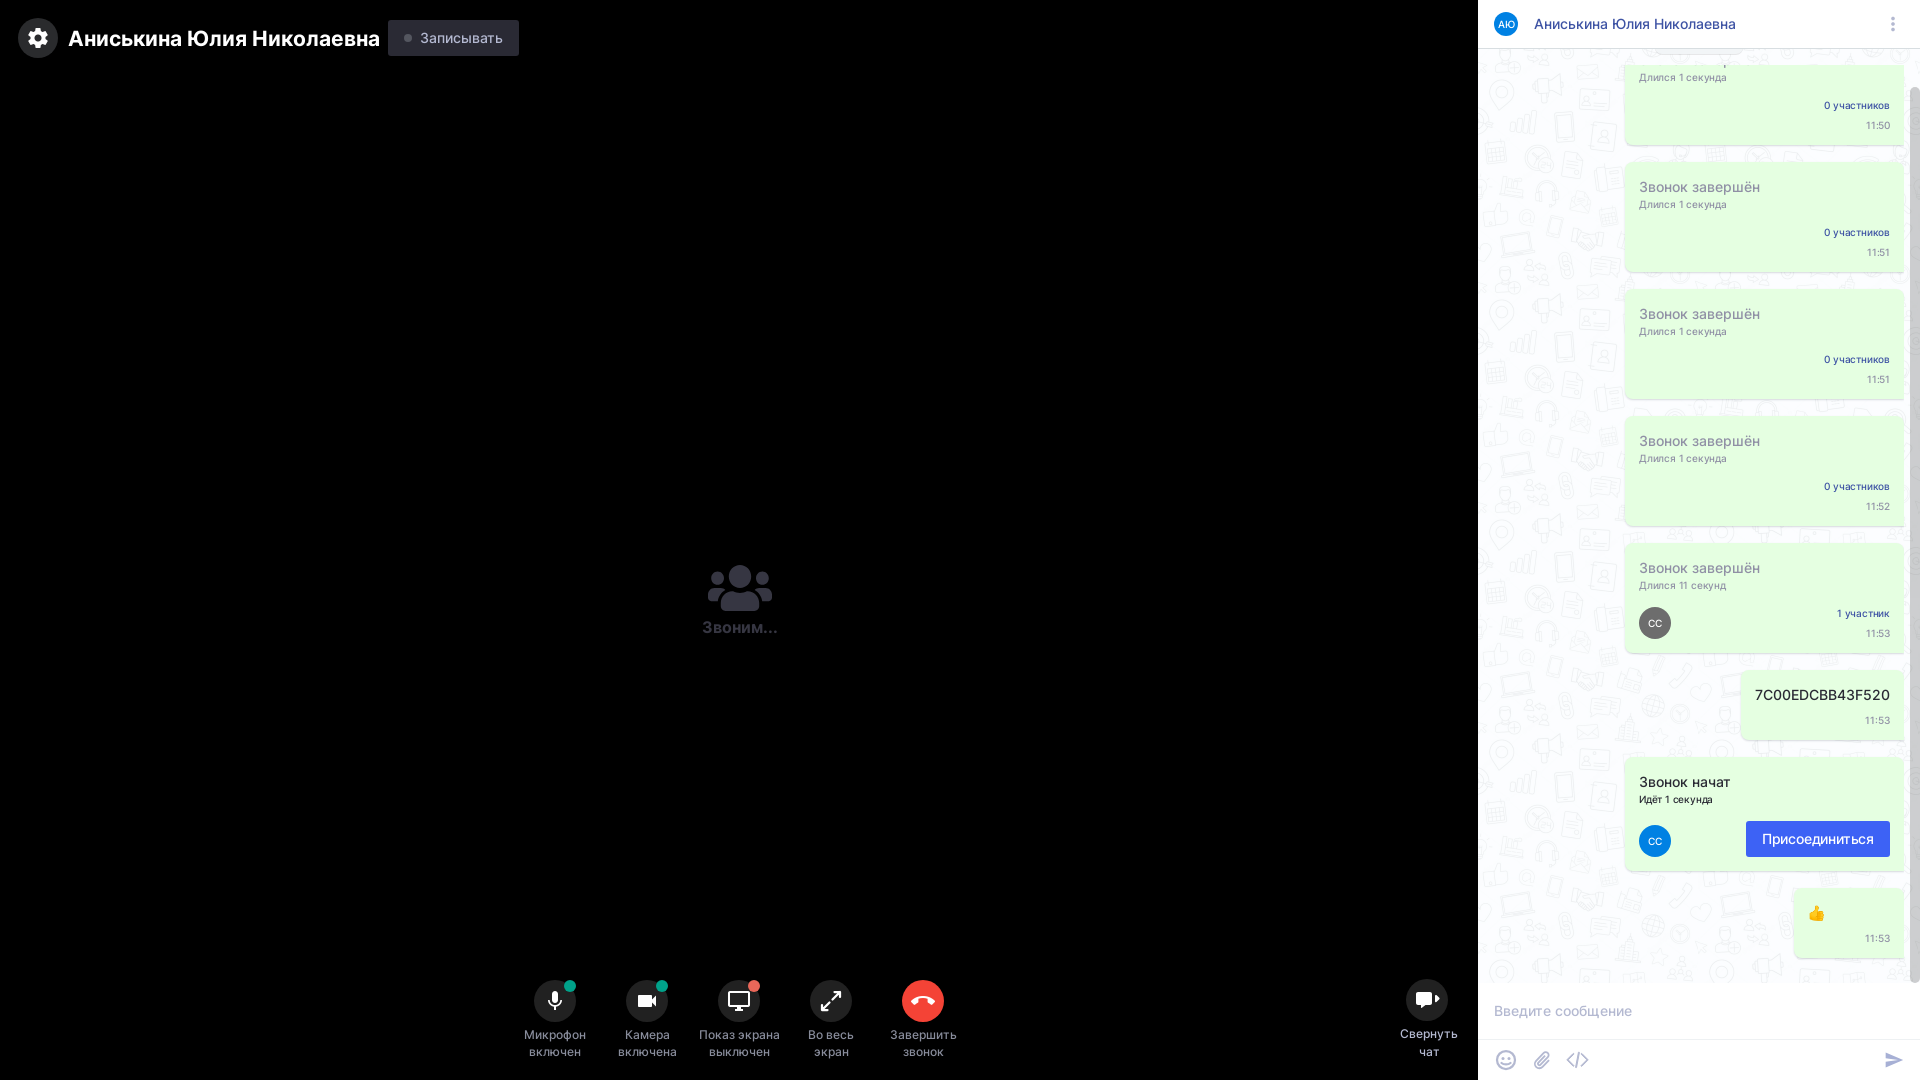 Аниськина Юлия Николаевна
Записывать
Звоним...
Микрофон
включен
Камера
включена
Показ экрана
выключен
Во весь
экран
Завершить
звонок
Свернуть
чат
АЮ
Аниськина Юлия Николаевна
Длился 1 секунда
0 участников
11:50
Звонок завершён
Длился 1 секунда
0 участников
11:51
Звонок завершён
Длился 1 секунда
0 участников
11:51
Звонок завершён
Длился 1 секунда
0 участников
11:52
Звонок завершён
Длился 11 секунд
1 участник
СС
11:53
7C00EDCBB43F520
11:53
Звонок начат
Идёт 1 секунда
СС
Присоединиться
👍
11:53
Введите сообщение